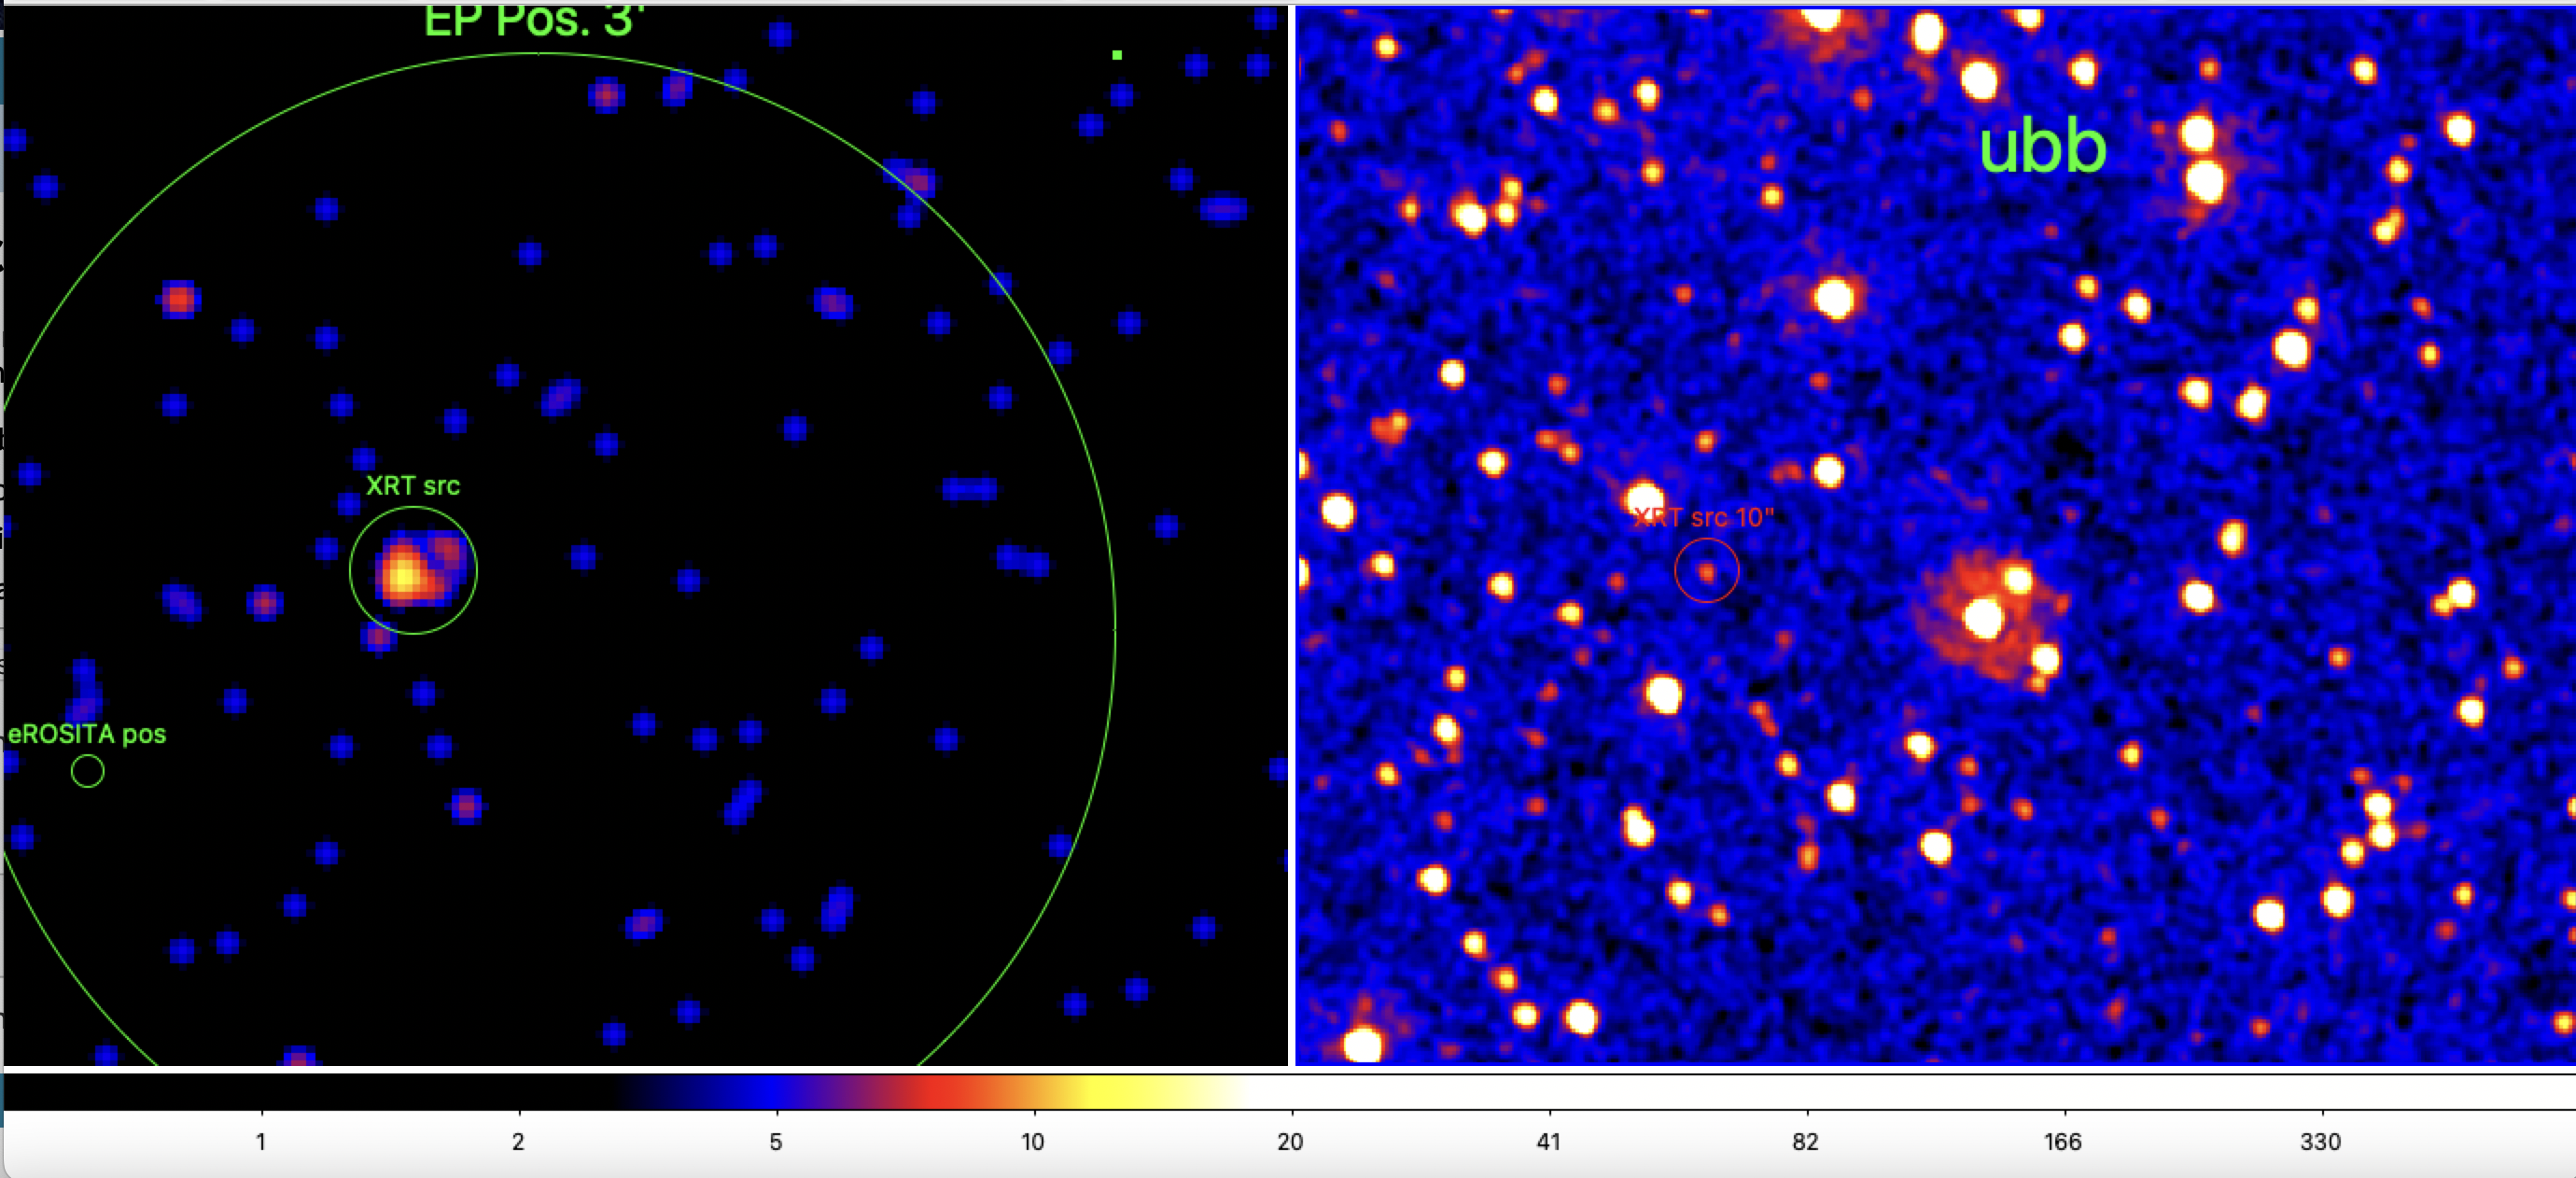 EP Pos. 3'
ubb
XRT src
XRT src 10"
eROSITA pos
1 2 5 10 20 41 82 166 330